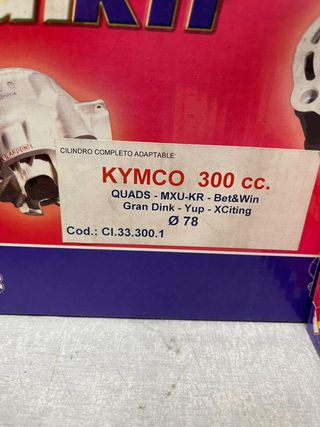 KIT
CILINDRO COMPLETO ADAPTABLE:
KYMCO 300 cc.
QUADS - MXU-KR - Bet&Win
Gran Dink - Yup - XCiting
Ø 78
Cod.: CI.33.300.1